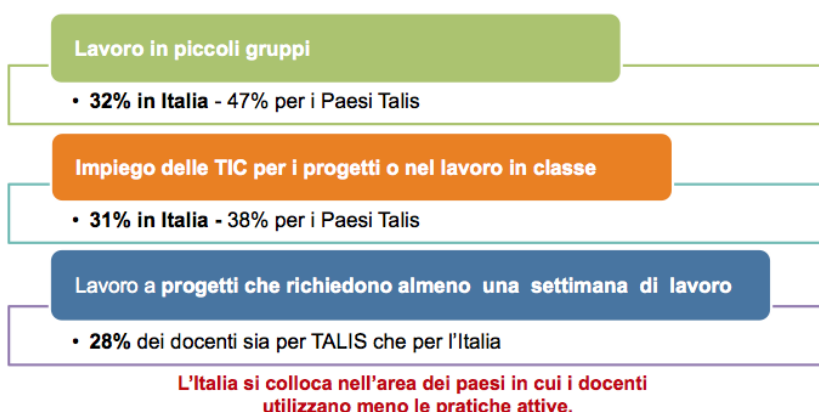 Lavoro in piccoli gruppi
• 32% in Italia - 47% per i Paesi Talis
Impiego delle TIC per i progetti o nel lavoro in classe
• 31% in Italia - 38% per i Paesi Talis
Lavoro a progetti che richiedono almeno una settimana di lavoro
• 28% dei docenti sia per TALIS che per l'Italia
L'Italia si colloca nell'area dei paesi in cui i docenti
utilizzano meno le pratiche attive.